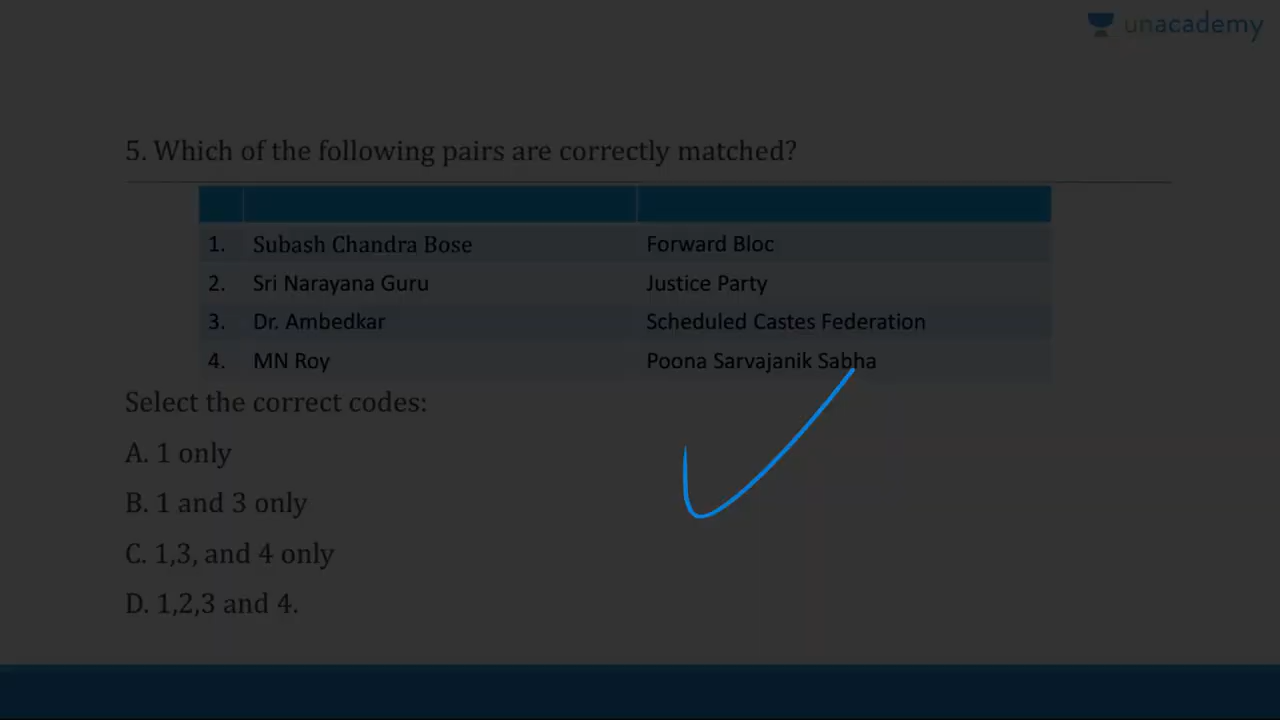 unacademy
5. Which of the following pairs are correctly matched?
1. Subash Chandra Bose Forward Bloc
2. Sri Narayana Guru Justice Party
3. Dr. Ambedkar Scheduled Castes Federation
4. MN Roy Poona Sarvajanik Sabha
Select the correct codes:
A. 1 only
B. 1 and 3 only
C. 1,3, and 4 only
D. 1,2,3 and 4.